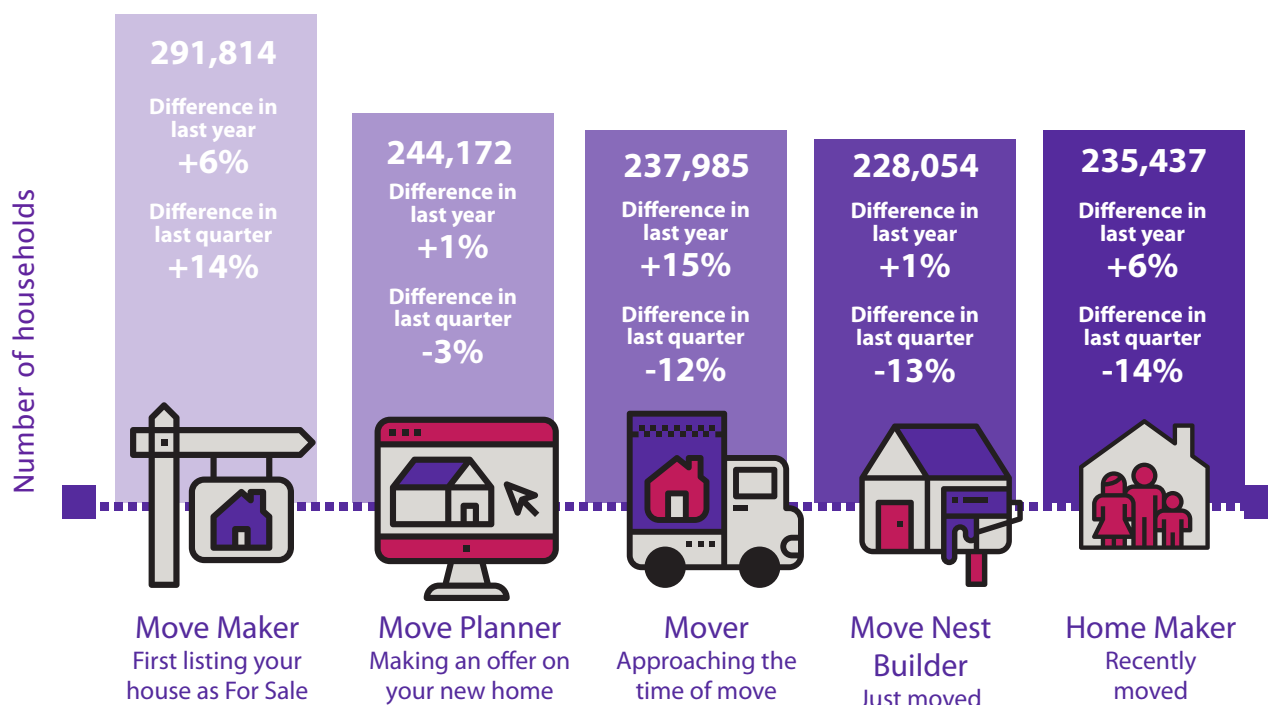 Number of households
291,814
Difference in
last year
+6%
Difference in
last quarter
+14%
244,172
Difference in
last year
+1%
Difference in
last quarter
-3%
237,985
Difference in
last year
+15%
Difference in
last quarter
-12%
228,054
Difference in
last year
+1%
Difference in
last quarter
-13%
235,437
Difference in
last year
+6%
Difference in
last quarter
-14%
Move Maker
First listing your
house as For Sale
Move Planner
Making an offer on
your new home
Mover
Approaching the
time of move
Move Nest
Builder
Just moved
Home Maker
Recently
moved